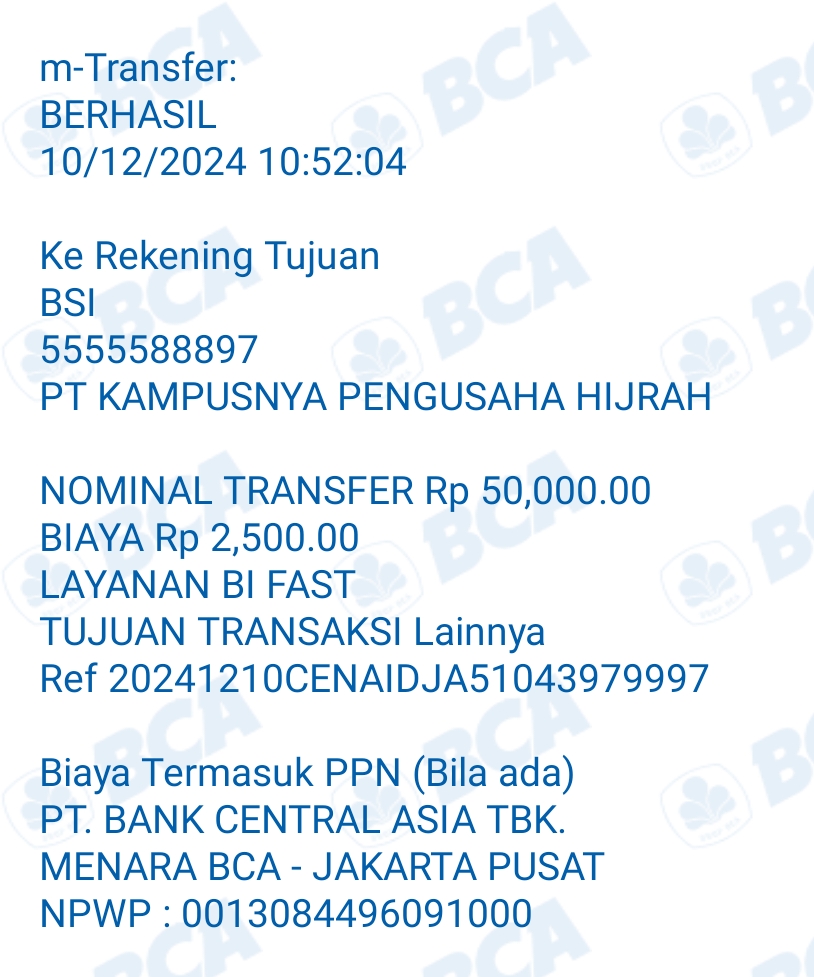 m-Transfer:
BERHASIL
10/12/2024 10:52:04
Ke Rekening Tujuan
BSI
5555588897
PT KAMPUSNYA PENGUSAHA HIJRAH
NOMINAL TRANSFER Rp 50,000.00
BIAYA Rp 2,500.00
LAYANAN BI FAST
TUJUAN TRANSAKSI Lainnya
Ref 20241210CENAIDJA51043979997
Biaya Termasuk PPN (Bila ada)
PT. BANK CENTRAL ASIA TBK.
MENARA BCA - JAKARTA PUSAT
NPWP : 0013084496091000